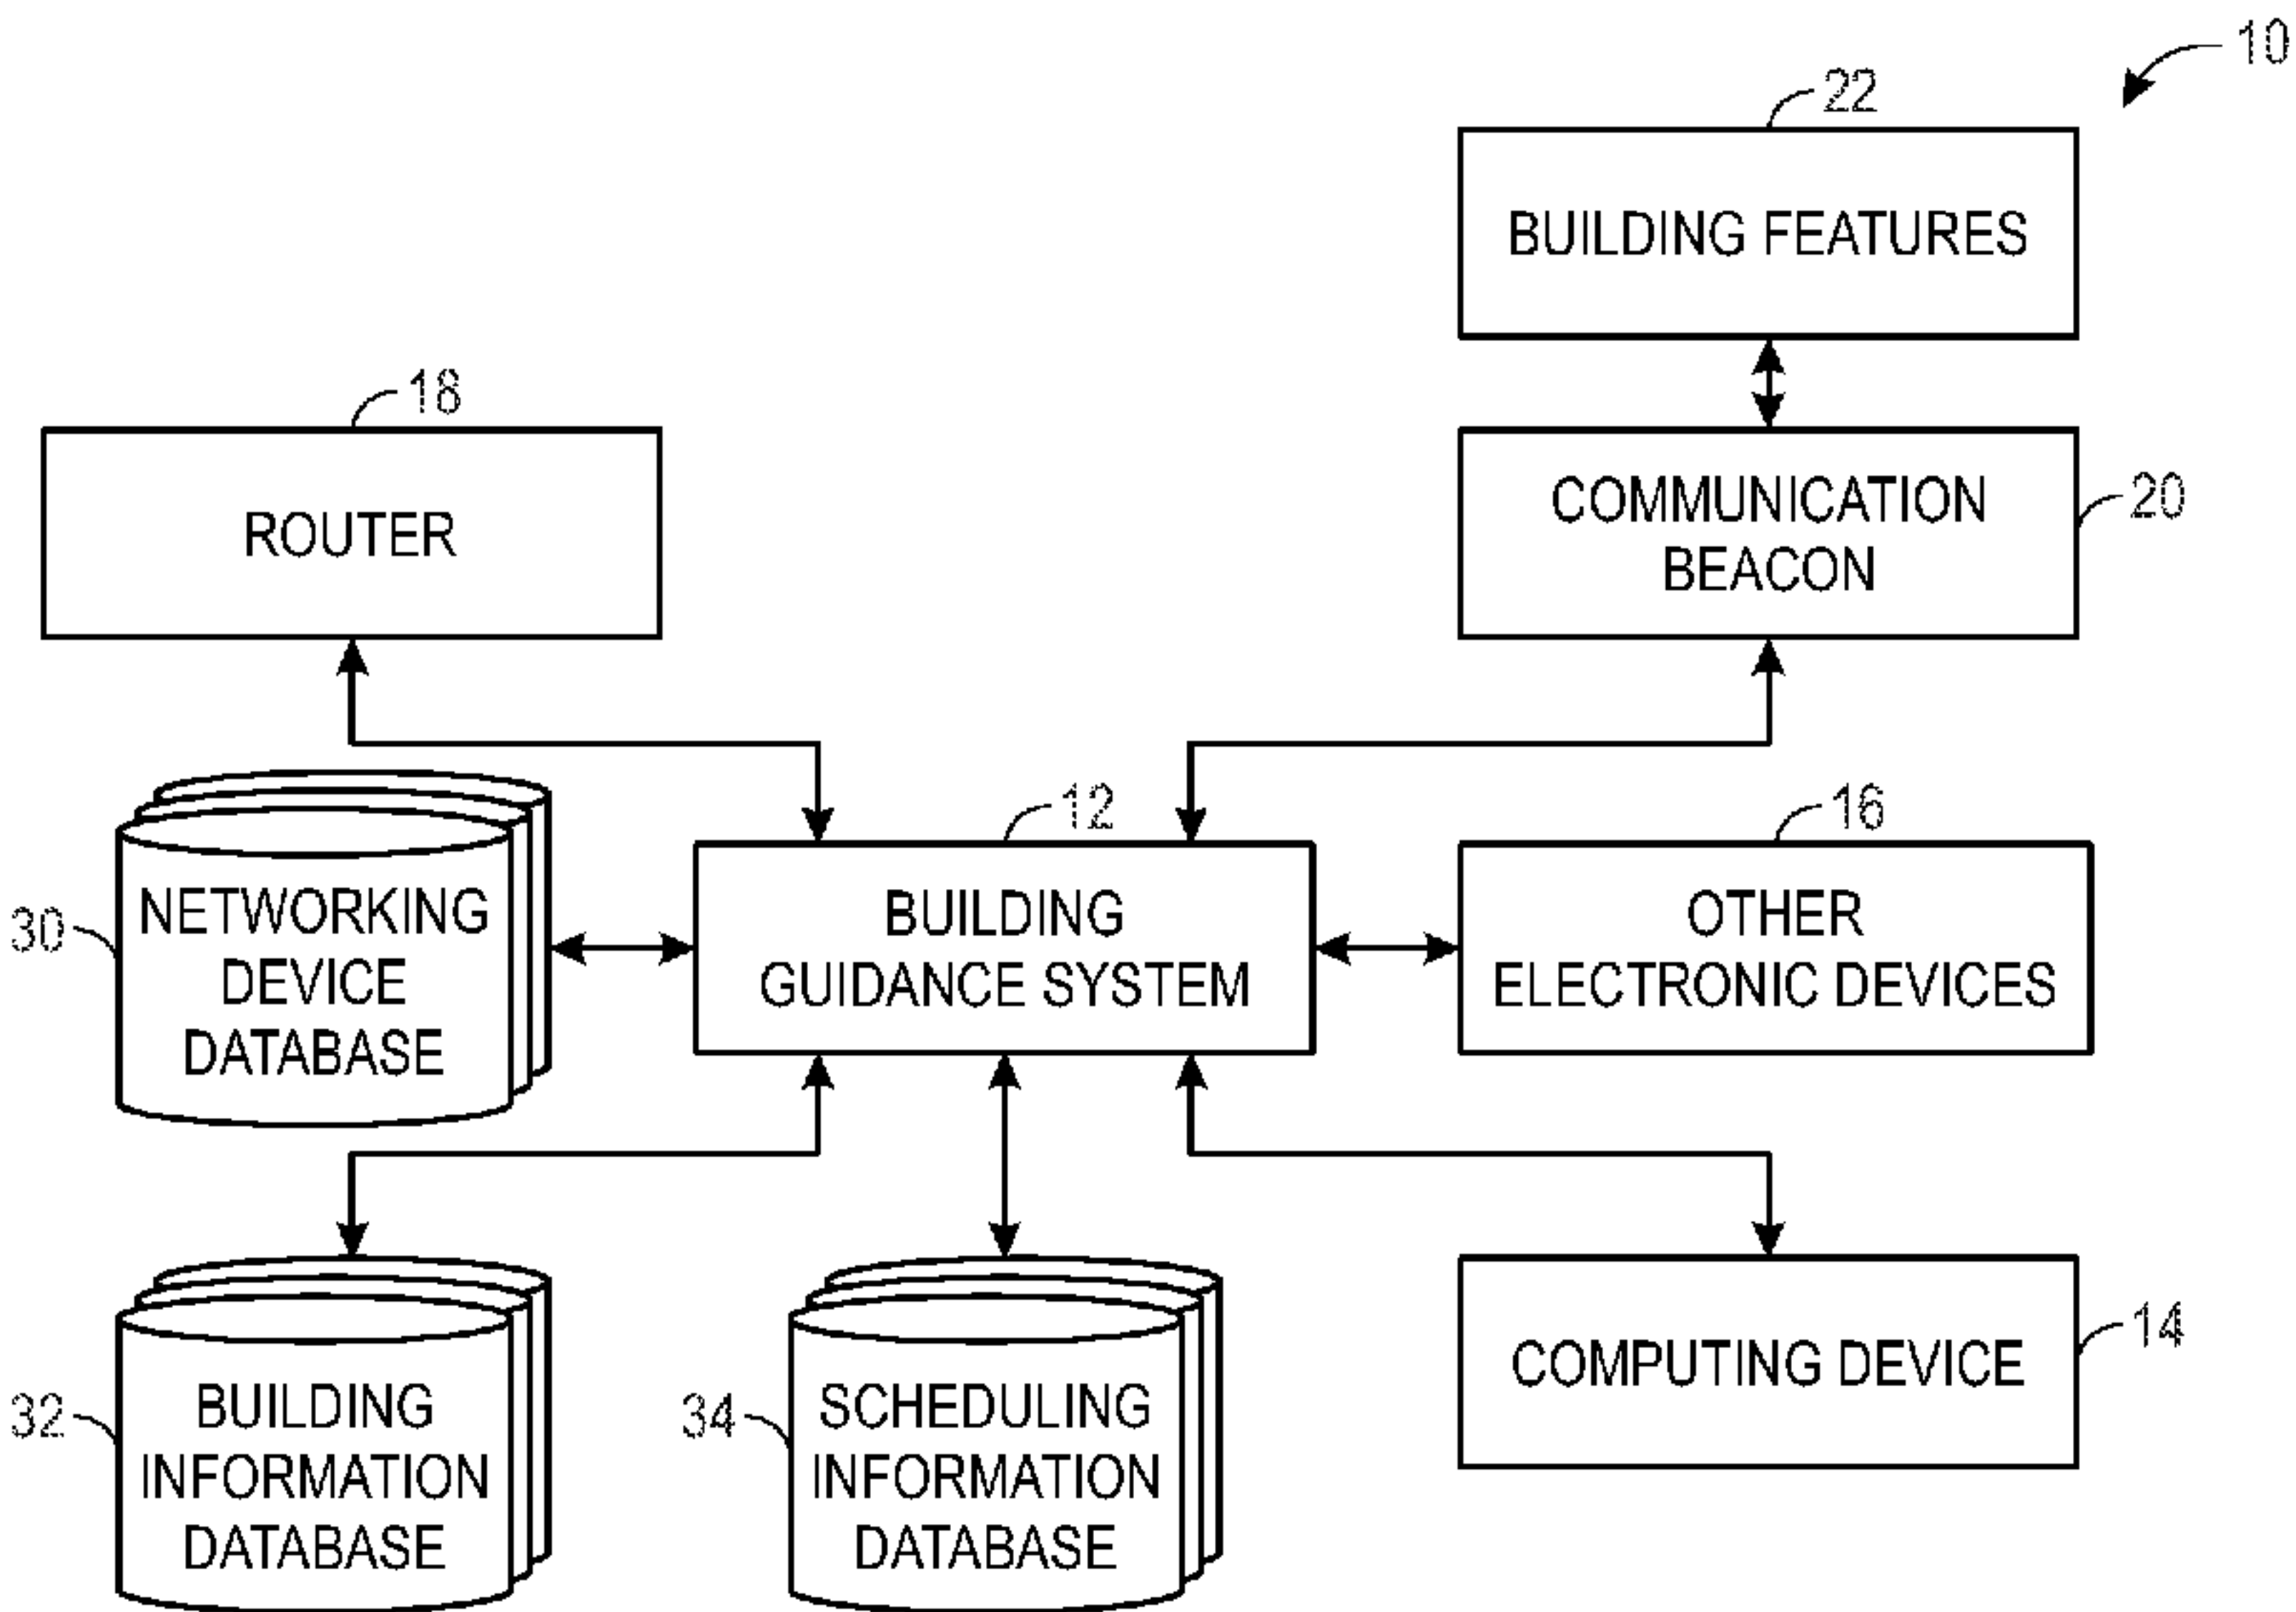 10
22
BUILDING FEATURES
18
ROUTER
COMMUNICATION
BEACON
20
12
16
30
NETWORKING
DEVICE
DATABASE
BUILDING
GUIDANCE SYSTEM
OTHER
ELECTRONIC DEVICES
32
BUILDING
INFORMATION
DATABASE
34
SCHEDULING
INFORMATION
DATABASE
COMPUTING DEVICE
14